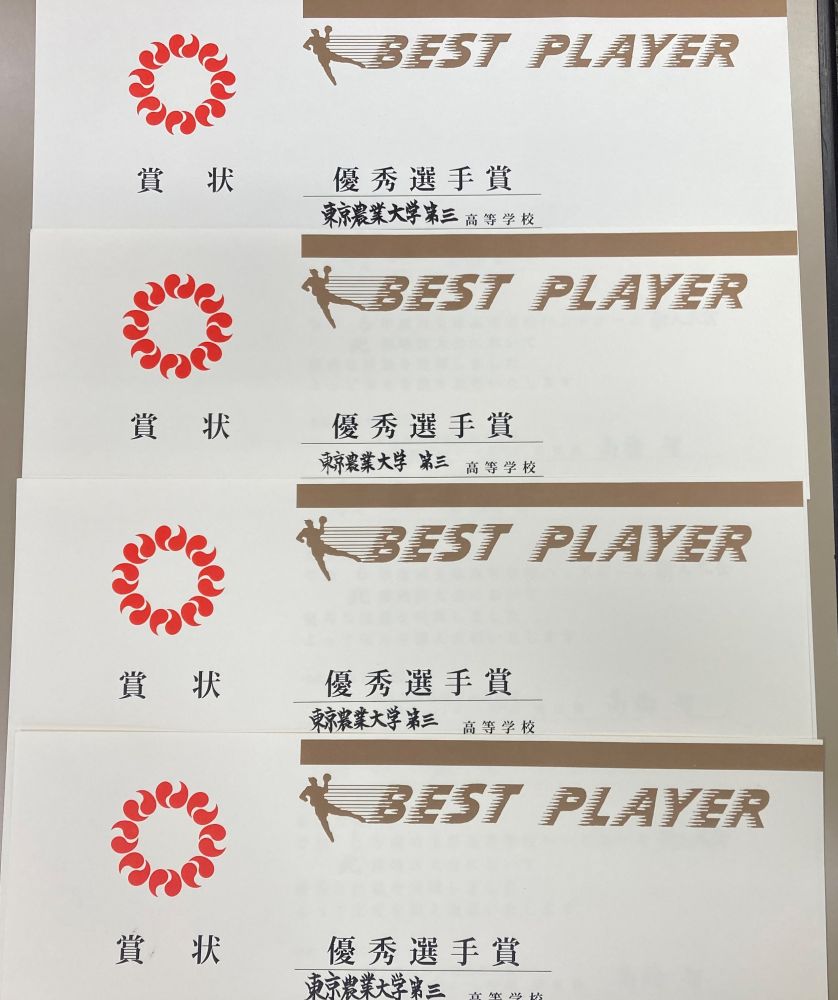 BEST PLAYER
賞状
優秀選手賞
東京農業大学第三 高等学校
BEST PLAYER
賞状
優秀選手賞
東京農業大学 第三 高等学校
BEST PLAYER
賞状
優秀選手賞
東京農業大学第三 高等学校
BEST PLAYER
賞状
優秀選手賞
東京農業大学第三 高等学校